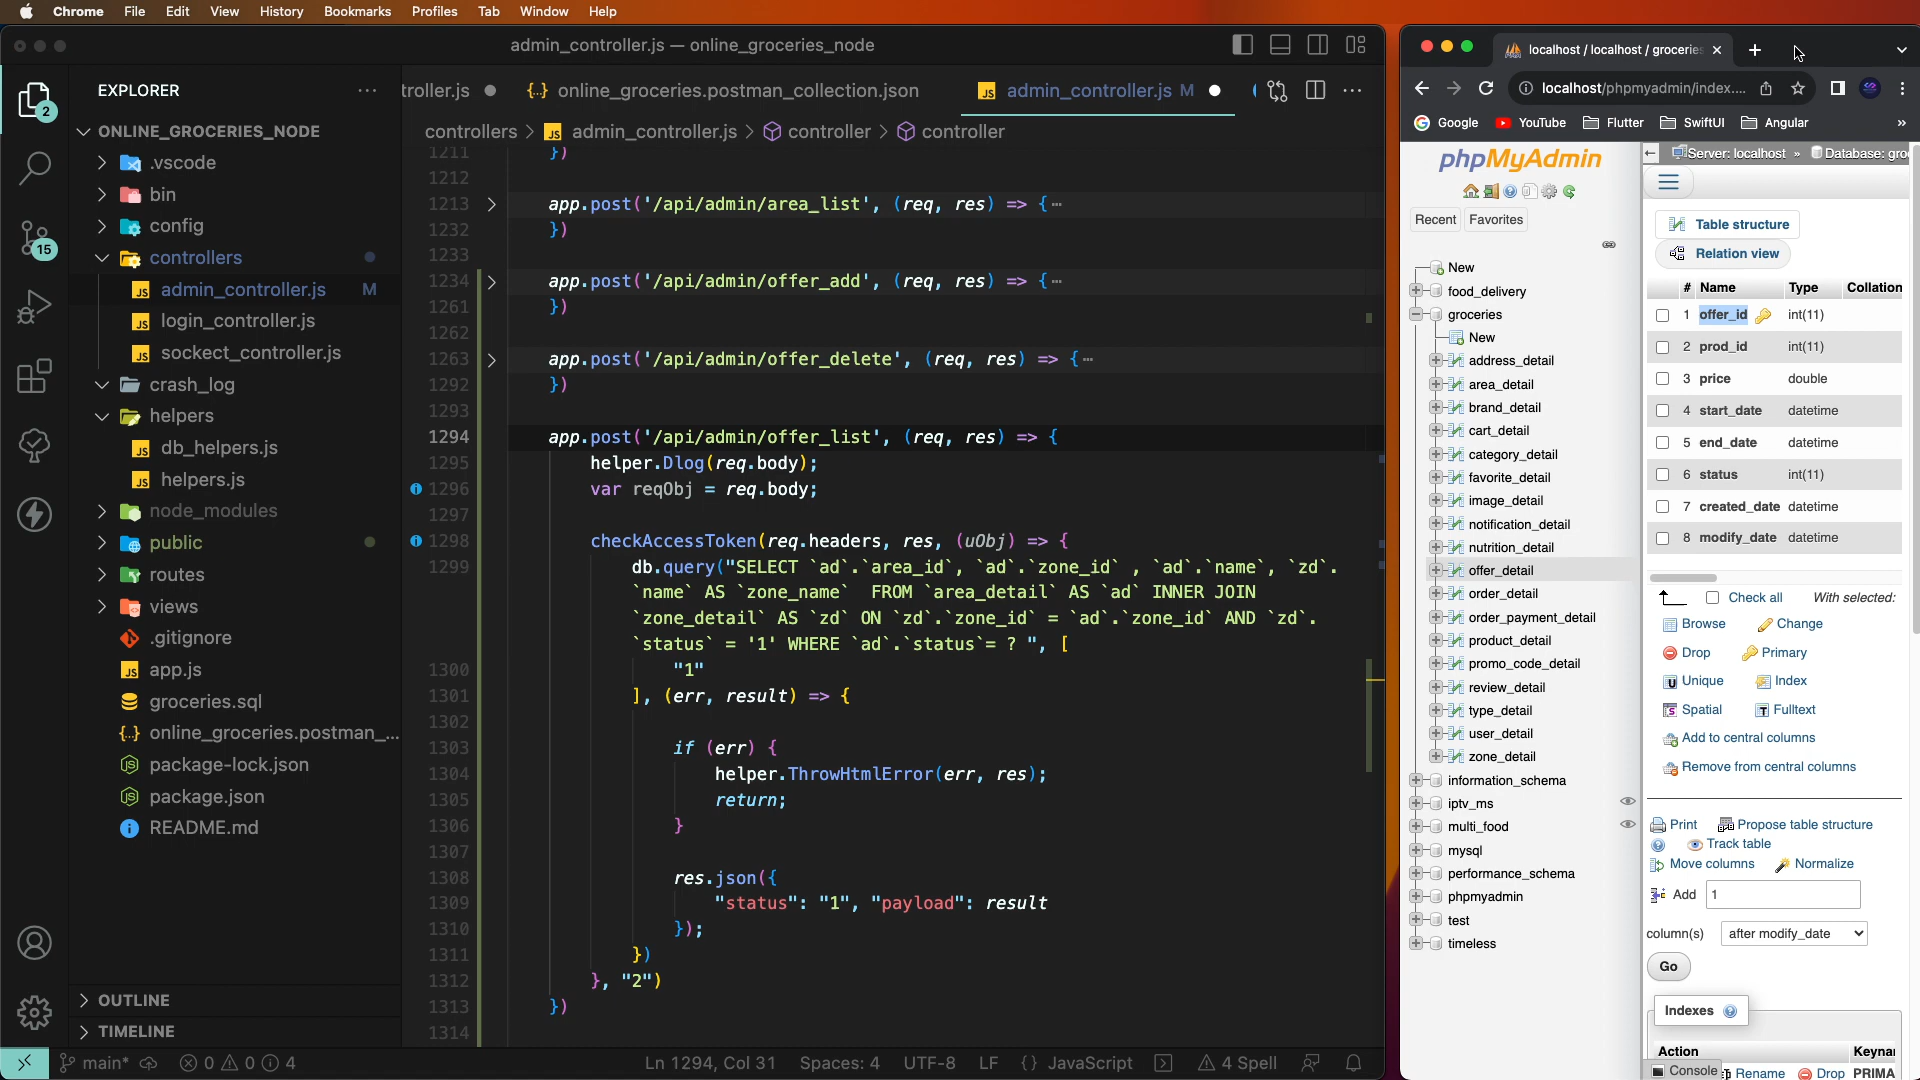 Chrome File Edit View History Bookmarks Profiles Tab Window Help
admin_controller.js — online_groceries_node
EXPLORER
ONLINE_GROCERIES_NODE
.vscode
bin
config
controllers
admin_controller.js M
login_controller.js
sockect_controller.js
crash_log
helpers
db_helpers.js
helpers.js
node_modules
public
routes
views
.gitignore
app.js
groceries.sql
online_groceries.postman_...
package-lock.json
package.json
README.md
OUTLINE
TIMELINE
2
15
troller.js online_groceries.postman_collection.json admin_controller.js M
controllers > admin_controller.js > controller > controller
1211 })
1212
1213 app.post('/api/admin/area_list', (req, res) => {⋯
1232 })
1233
1234 app.post('/api/admin/offer_add', (req, res) => {⋯
1261 })
1262
1263 app.post('/api/admin/offer_delete', (req, res) => {⋯
1292 })
1293
1294 app.post('/api/admin/offer_list', (req, res) => {
1295 helper.Dlog(req.body);
1296 var reqObj = req.body;
1297
1298 checkAccessToken(req.headers, res, (uObj) => {
1299 db.query("SELECT `ad`.`area_id`, `ad`.`zone_id` , `ad`.`name`, `zd`.
`name` AS `zone_name`  FROM `area_detail` AS `ad` INNER JOIN
`zone_detail` AS `zd` ON `zd`.`zone_id` = `ad`.`zone_id` AND `zd`.
`status` = '1' WHERE `ad`.`status`= ? ", [
1300 "1"
1301 ], (err, result) => {
1302
1303 if (err) {
1304 helper.ThrowHtmlError(err, res);
1305 return;
1306 }
1307
1308 res.json({
1309 "status": "1", "payload": result
1310 });
1311 })
1312 }, "2")
1313 })
1314
main* 0 0 4 Ln 1294, Col 31 Spaces: 4 UTF-8 LF {} JavaScript 4 Spell
localhost / localhost / groceries
localhost/phpmyadmin/index....
Google YouTube Flutter SwiftUI Angular »
phpMyAdmin
Recent Favorites
New
food_delivery
groceries
New
address_detail
area_detail
brand_detail
cart_detail
category_detail
favorite_detail
image_detail
notification_detail
nutrition_detail
offer_detail
order_detail
order_payment_detail
product_detail
promo_code_detail
review_detail
type_detail
user_detail
zone_detail
information_schema
iptv_ms
multi_food
mysql
performance_schema
phpmyadmin
test
timeless
Server: localhost » Database: gro
Table structure
Relation view
# Name Type Collation
1 offer_id int(11)
2 prod_id int(11)
3 price double
4 start_date datetime
5 end_date datetime
6 status int(11)
7 created_date datetime
8 modify_date datetime
Check all With selected:
Browse Change
Drop Primary
Unique Index
Spatial Fulltext
Add to central columns
Remove from central columns
Print Propose table structure
Track table
Move columns Normalize
Add 1
column(s) after modify_date
Go
Indexes
Action Keyna
Console Rename Drop PRIMA